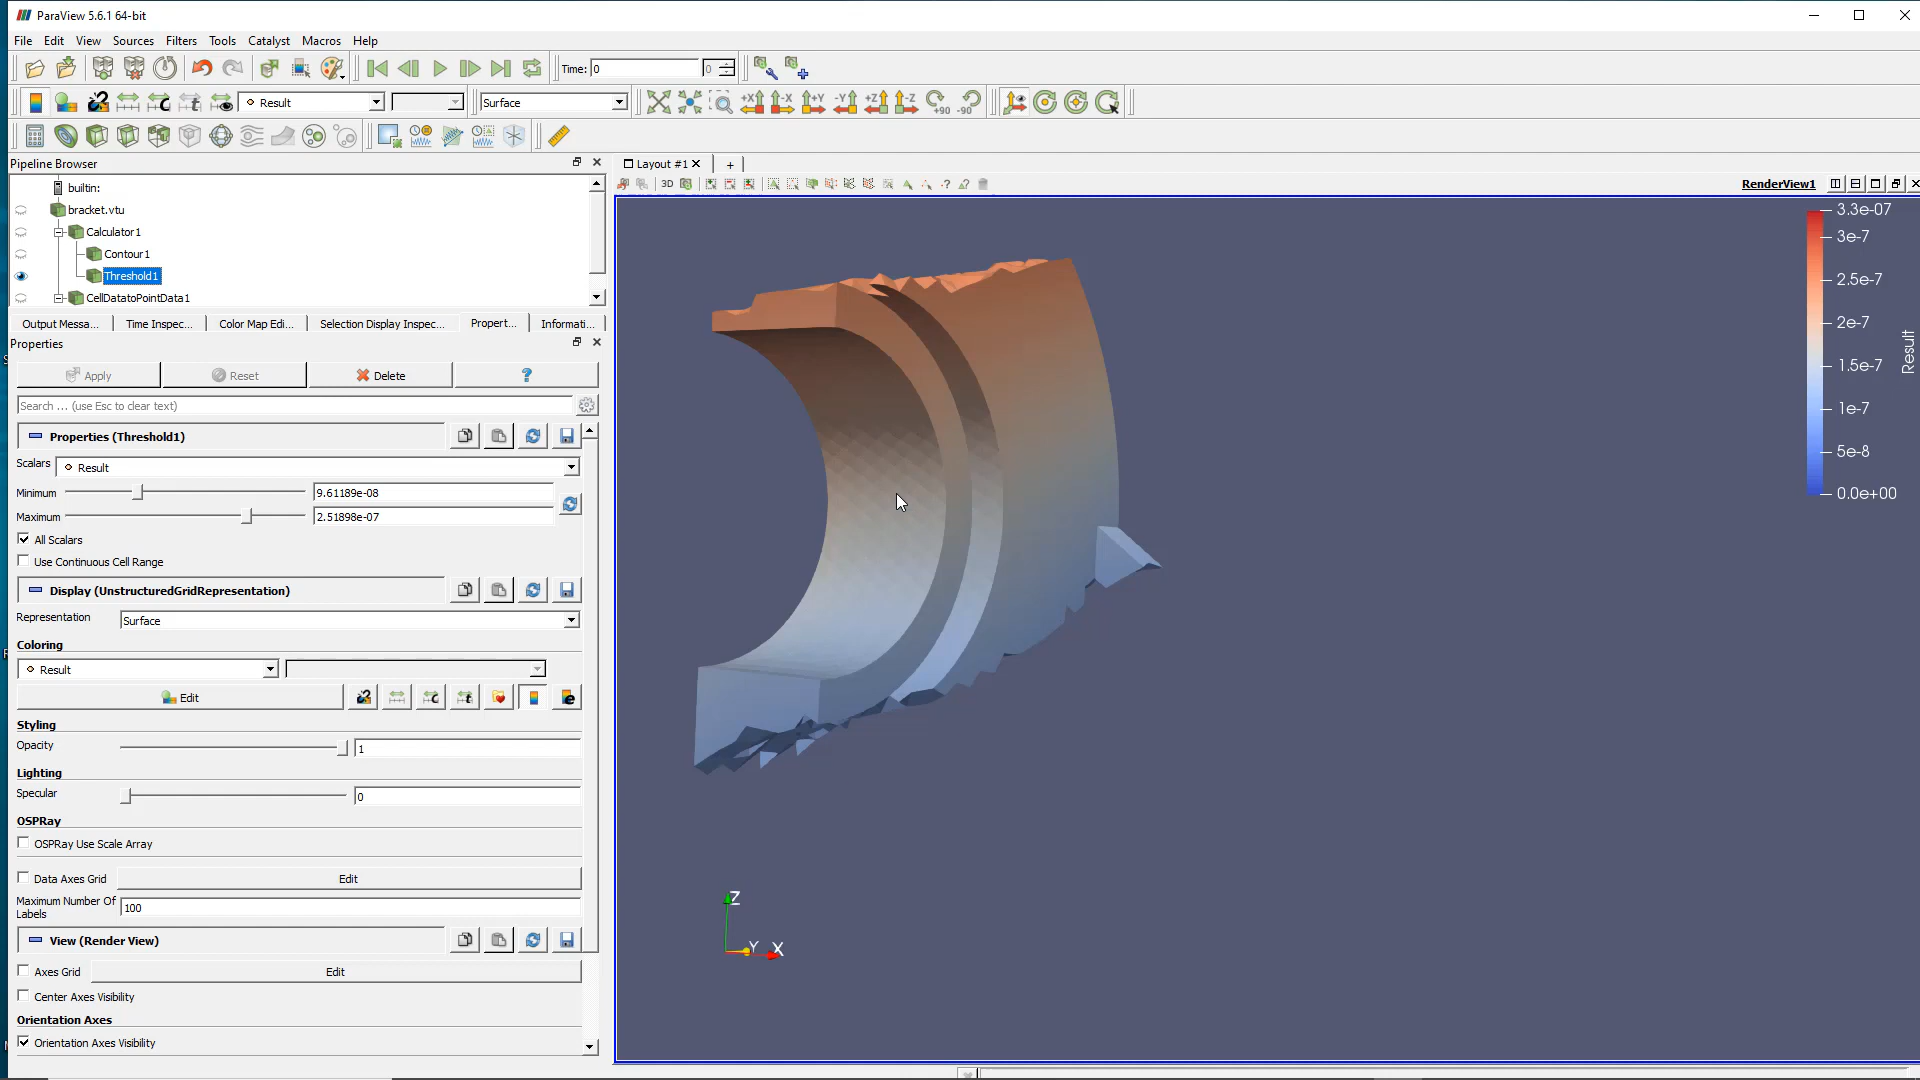 ParaView 5.6.1 64-bit
File Edit View Sources Filters Tools Catalyst Macros Help
Time: 0 0
Result Surface +X -X +Y -Y +Z -Z +90 -90
Pipeline Browser
Layout #1 +
builtin:
3D
RenderView1
bracket.vtu
Calculator1
Contour1
Threshold1
CellDatatoPointData1
Output Messa... Time Inspec... Color Map Edi... Selection Display Inspec... Propert... Informati...
Properties
Apply Reset Delete ?
Search ... (use Esc to clear text)
Properties (Threshold1)
Scalars Result
Minimum 9.61189e-08
Maximum 2.51898e-07
All Scalars
Use Continuous Cell Range
Display (UnstructuredGridRepresentation)
Representation Surface
Coloring
Result
Edit
Styling
Opacity 1
Lighting
Specular 0
OSPRay
OSPRay Use Scale Array
Data Axes Grid Edit
Maximum Number Of
Labels 100
View (Render View)
Axes Grid Edit
Center Axes Visibility
Orientation Axes
Orientation Axes Visibility
3.3e-07
3e-7
2.5e-7
2e-7
1.5e-7
1e-7
5e-8
0.0e+00
Result
Z
Y X